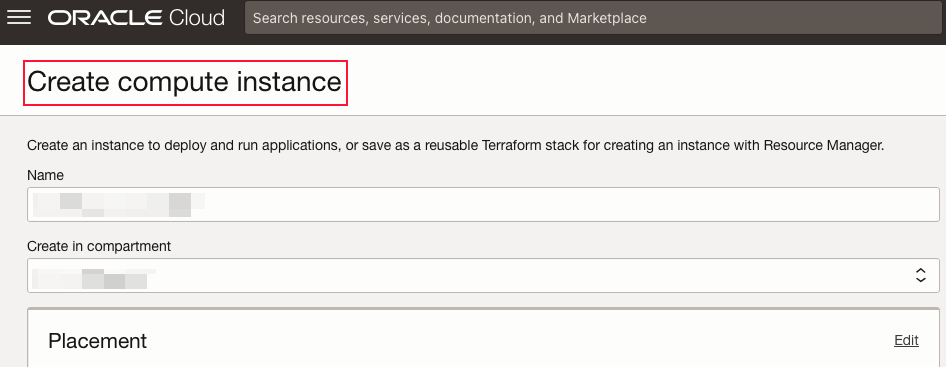 ORACLE Cloud
Search resources, services, documentation, and Marketplace
Create compute instance
Create an instance to deploy and run applications, or save as a reusable Terraform stack for creating an instance with Resource Manager.
Name
Create in compartment
Placement
Edit